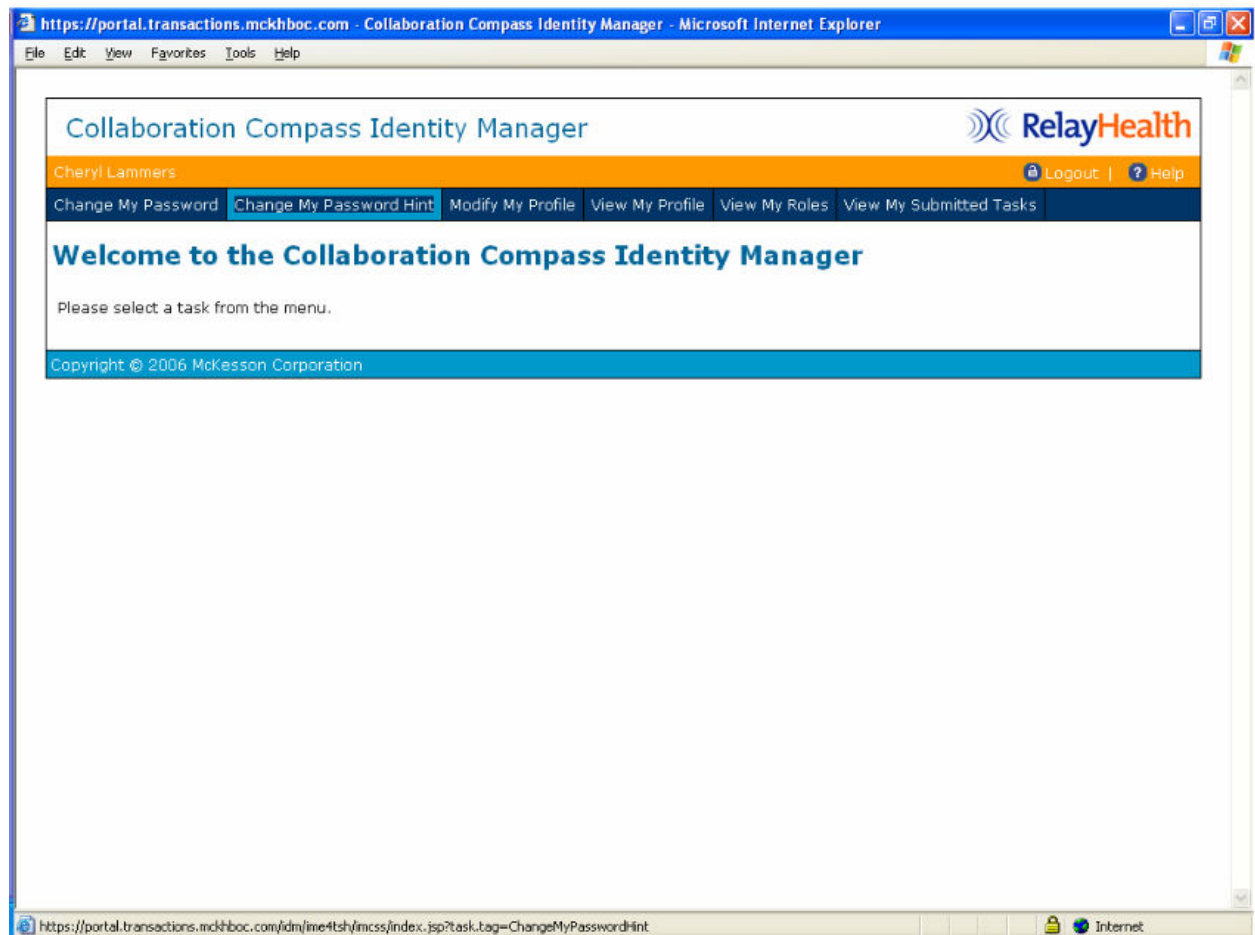 https://portal.transactions.mckhboc.com - Collaboration Compass Identity Manager - Microsoft Internet Explorer
File Edit View Favorites Tools Help
Collaboration Compass Identity Manager RelayHealth
Cheryl Lammers Logout | ? Help
Change My Password Change My Password Hint Modify My Profile View My Profile View My Roles View My Submitted Tasks
Welcome to the Collaboration Compass Identity Manager
Please select a task from the menu.
Copyright © 2006 McKesson Corporation
https://portal.transactions.mckhboc.com/idm/ime4tsh/imcss/index.jsp?task.tag=ChangeMyPasswordHint Internet